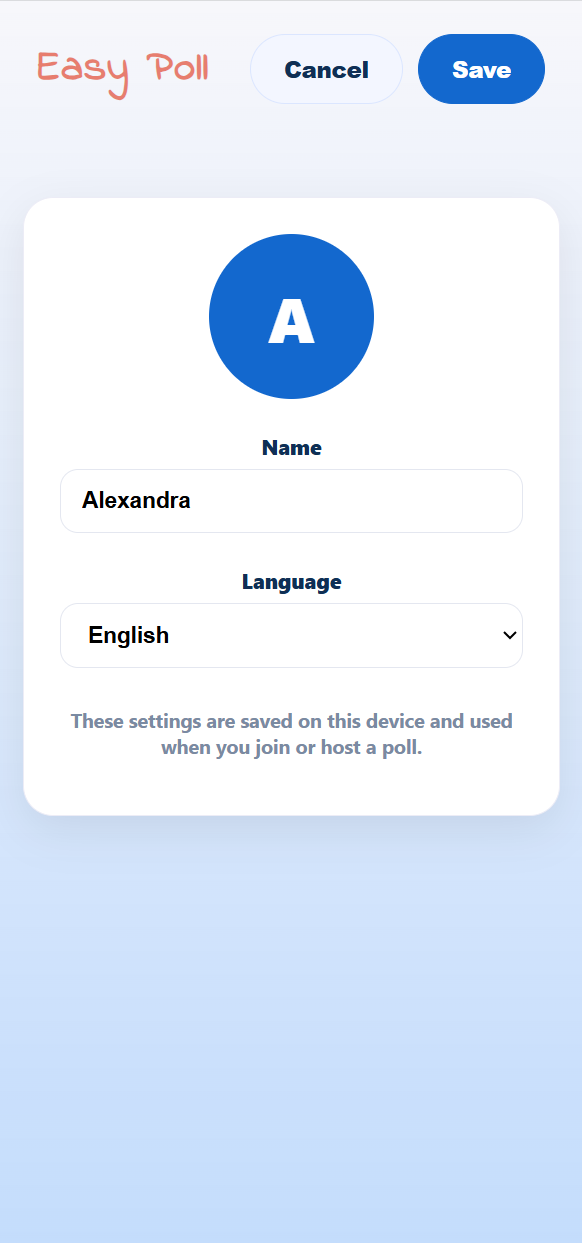 Easy Poll
Cancel
Save
A
Name
Alexandra
Language
English
These settings are saved on this device and used
when you join or host a poll.